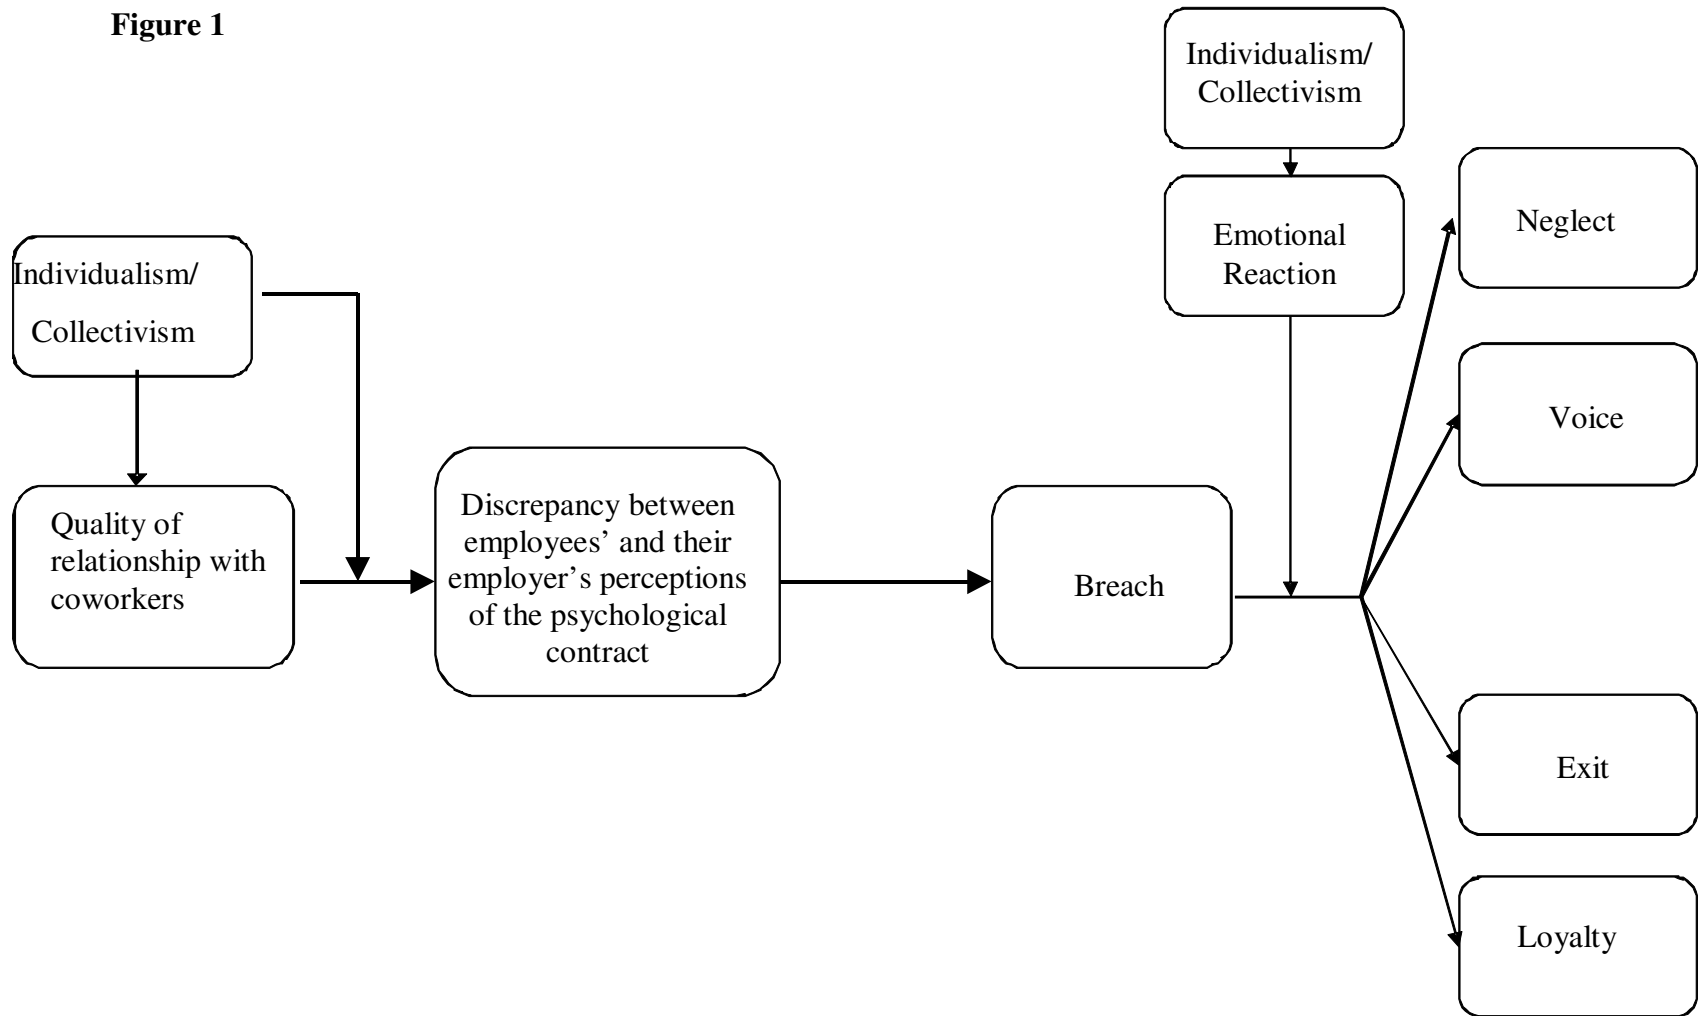 Figure 1
Individualism/
Collectivism
Emotional
Reaction
Neglect
Individualism/
Collectivism
Voice
Quality of
relationship with
coworkers
Discrepancy between
employees’ and their
employer’s perceptions
of the psychological
contract
Breach
Exit
Loyalty